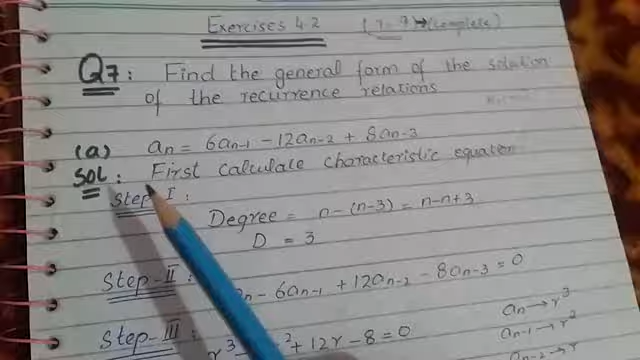 Exercises 4.2 (7-9) → (complete)
Q7: Find the general form of the solution
of the recurrence relations
(a) an = 6an-1 - 12an-2 + 8an-3
SOL: First calculate characteristic equation
Step I:
Degree = n-(n-3) = n-n+3
D = 3
Step-II: an - 6an-1 + 12an-2 - 8an-3 = 0
an → r³
Step-III:
an-1 → r²
+ 12r - 8 = 0
an-2 → r